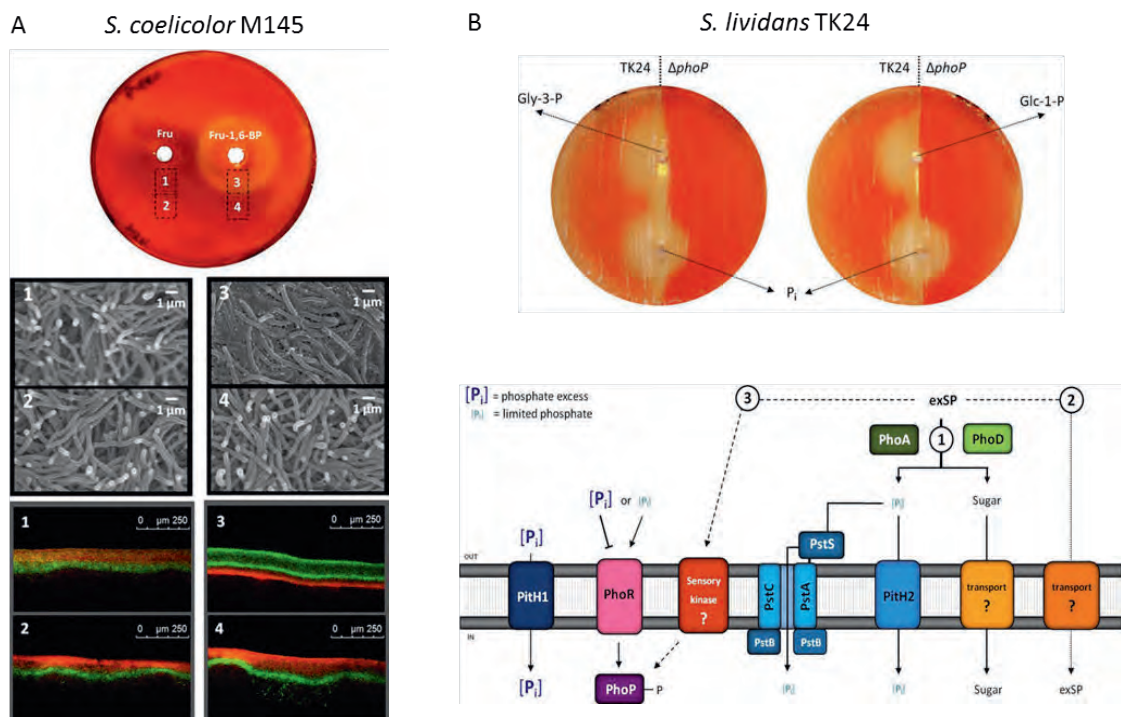 A
S. coelicolor M145
Fru
Fru-1,6-BP
1
3
2
4
1
1 µm
3
1 µm
2
1 µm
4
1 µm
1
0 µm 250
3
0 µm 250
2
0 µm 250
4
0 µm 250
B
S. lividans TK24
TK24 ΔphoP
TK24 ΔphoP
Gly-3-P
Glc-1-P
Pi
[Pi] = phosphate excess
[Pi] = limited phosphate
3
exSP
2
PhoA
1
PhoD
[Pi] or [Pi]
[Pi]
Sugar
[Pi]
PstS
OUT
PitH1
PhoR
Sensory
kinase
?
PstC
PstA
PitH2
transport
?
transport
?
IN
PstB
PstB
[Pi]
PhoP
P
[Pi]
[Pi]
Sugar
exSP